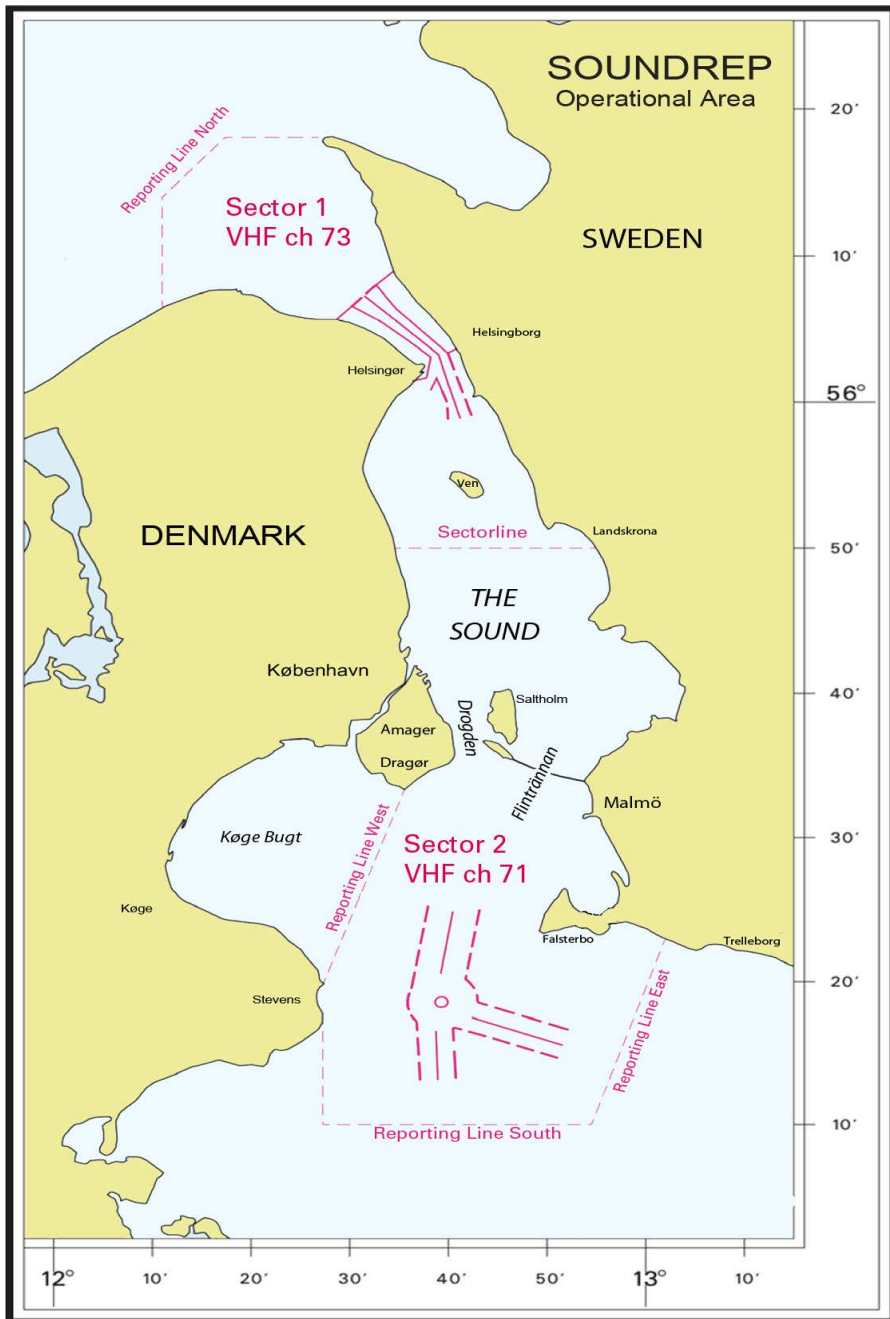 SOUNDREP
Operational Area
20′
Reporting Line North
Sector 1
VHF ch 73
SWEDEN
10′
Helsingborg
Helsingør
56°
Ven
Sectorline
Landskrona
DENMARK
50′
THE
SOUND
København
40′
Saltholm
Drogden
Amager
Dragør
Flintrännan
Malmö
Reporting Line West
Køge Bugt
30′
Sector 2
VHF ch 71
Køge
Falsterbo
Trelleborg
20′
Stevens
Reporting Line East
10′
Reporting Line South
12°
10′
20′
30′
40′
50′
13°
10′